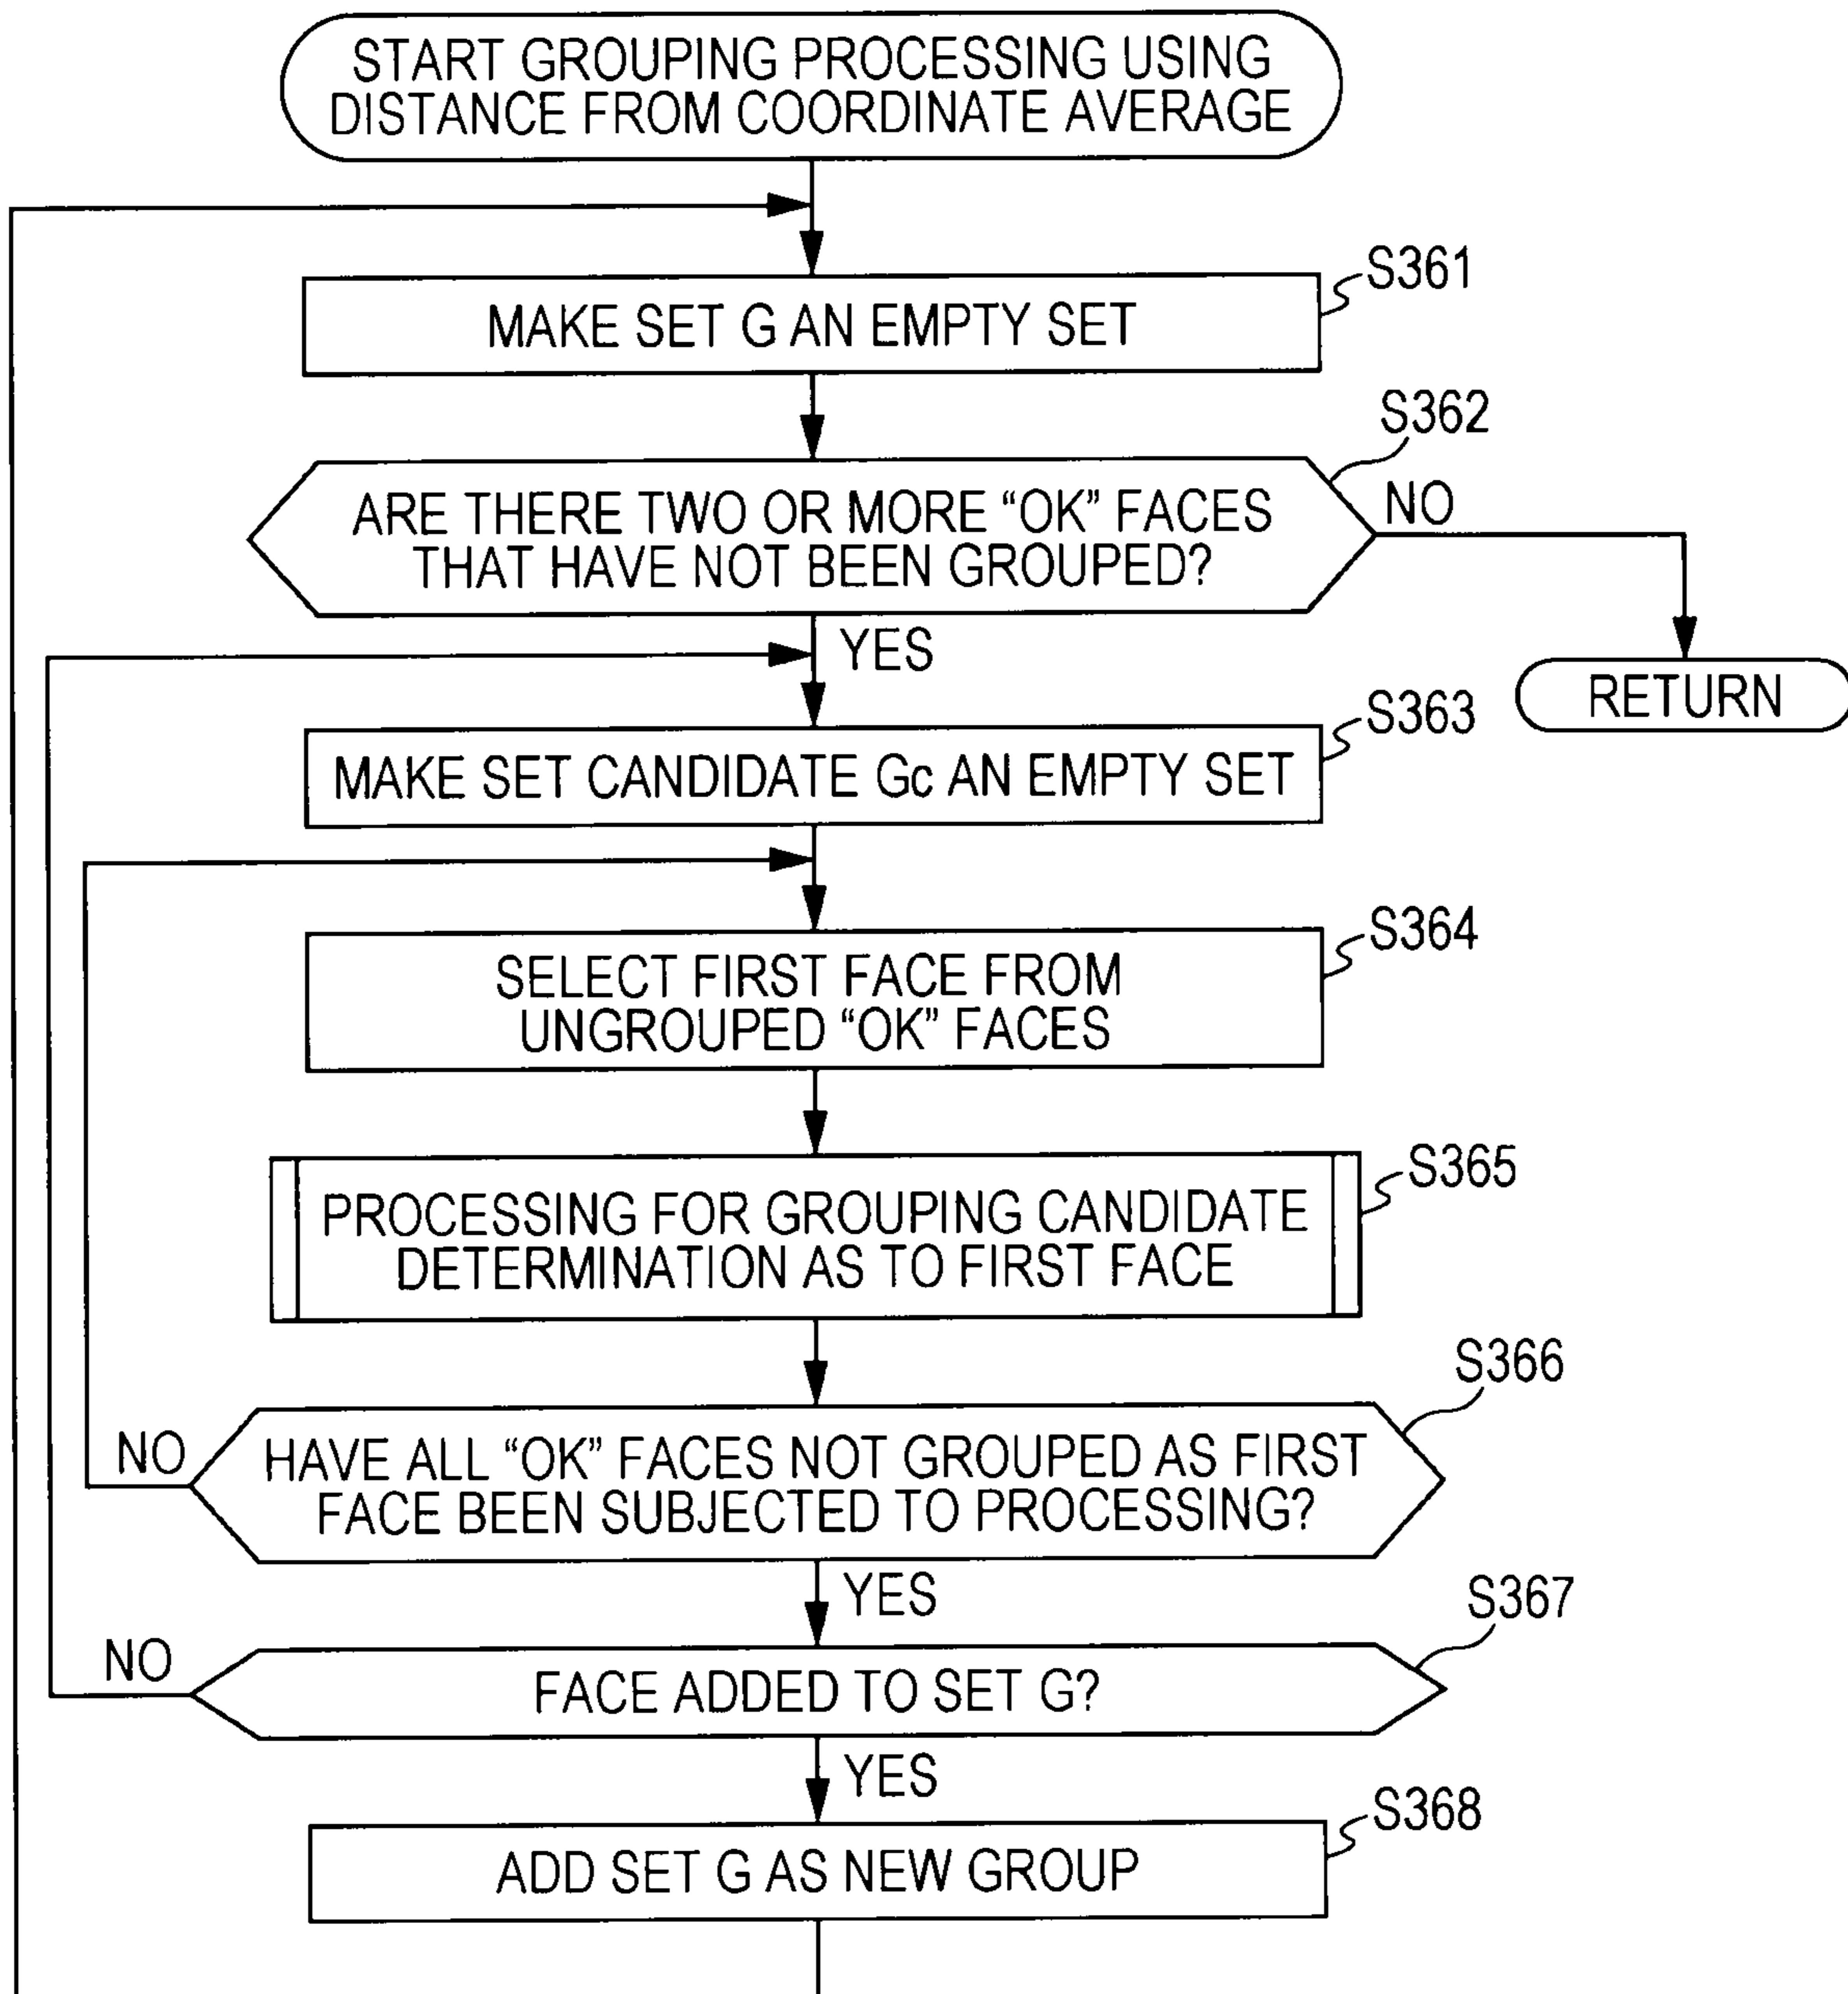 START GROUPING PROCESSING USING
DISTANCE FROM COORDINATE AVERAGE
S361
MAKE SET G AN EMPTY SET
S362
ARE THERE TWO OR MORE “OK” FACES
THAT HAVE NOT BEEN GROUPED?
NO
YES
RETURN
S363
MAKE SET CANDIDATE Gc AN EMPTY SET
S364
SELECT FIRST FACE FROM
UNGROUPED “OK” FACES
S365
PROCESSING FOR GROUPING CANDIDATE
DETERMINATION AS TO FIRST FACE
S366
NO
HAVE ALL “OK” FACES NOT GROUPED AS FIRST
FACE BEEN SUBJECTED TO PROCESSING?
YES
S367
NO
FACE ADDED TO SET G?
YES
S368
ADD SET G AS NEW GROUP